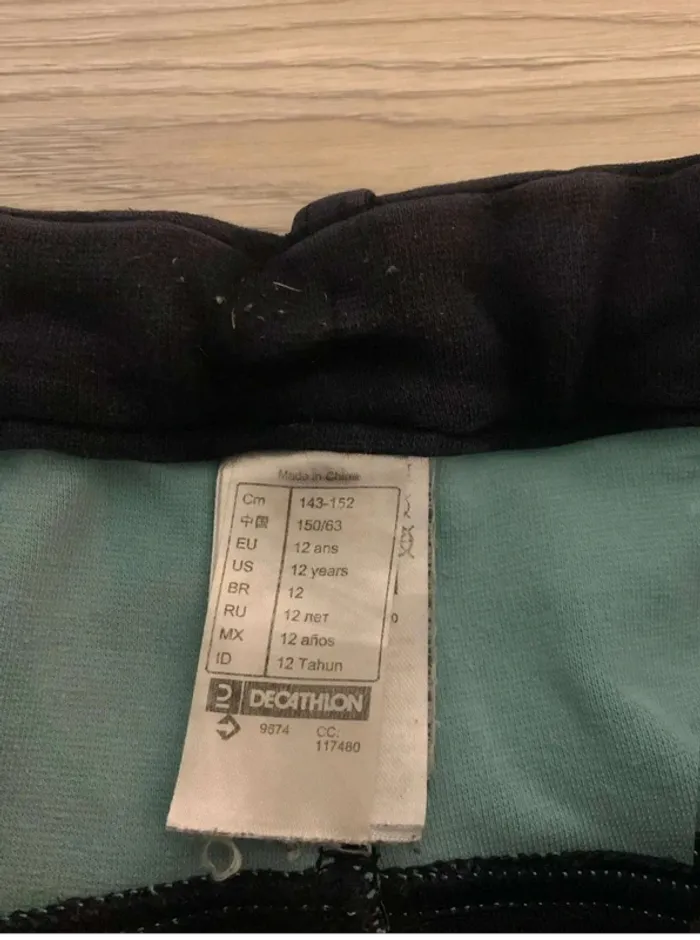 Made in China
Cm 143-152
中国 150/63
EU 12 ans
US 12 years
BR 12
RU 12 лет
MX 12 años
ID 12 Tahun
DECATHLON
9874 CC.
117480